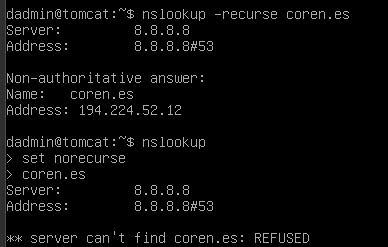 dadmin@tomcat:~$ nslookup -recurse coren.es
Server: 8.8.8.8
Address: 8.8.8.8#53
Non-authoritative answer:
Name: coren.es
Address: 194.224.52.12
dadmin@tomcat:~$ nslookup
> set norecurse
> coren.es
Server: 8.8.8.8
Address: 8.8.8.8#53
** server can't find coren.es: REFUSED